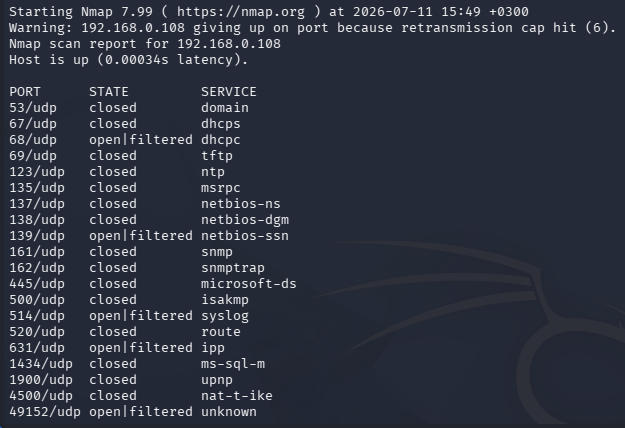 Starting Nmap 7.99 ( https://nmap.org ) at 2026-07-11 15:49 +0300
Warning: 192.168.0.108 giving up on port because retransmission cap hit (6).
Nmap scan report for 192.168.0.108
Host is up (0.00034s latency).

PORT      STATE         SERVICE
53/udp    closed        domain
67/udp    closed        dhcps
68/udp    open|filtered dhcpc
69/udp    closed        tftp
123/udp   closed        ntp
135/udp   closed        msrpc
137/udp   closed        netbios-ns
138/udp   closed        netbios-dgm
139/udp   open|filtered netbios-ssn
161/udp   closed        snmp
162/udp   closed        snmptrap
445/udp   closed        microsoft-ds
500/udp   closed        isakmp
514/udp   open|filtered syslog
520/udp   closed        route
631/udp   open|filtered ipp
1434/udp  closed        ms-sql-m
1900/udp  closed        upnp
4500/udp  closed        nat-t-ike
49152/udp open|filtered unknown